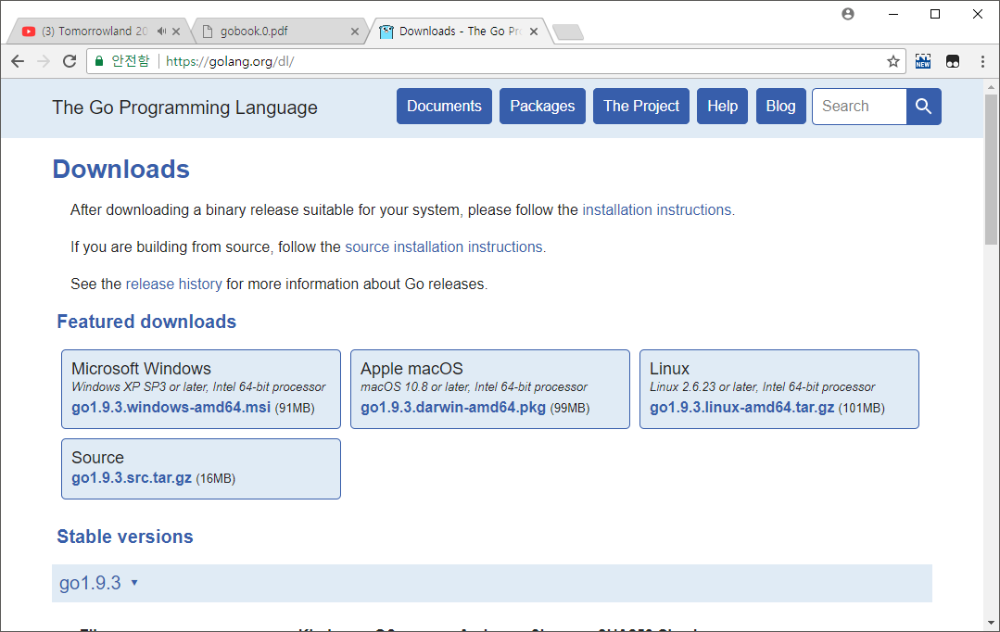 (3) Tomorrowland 20
gobook.0.pdf
Downloads - The Go Pro
안전함 https://golang.org/dl/
NEW
The Go Programming Language
Documents Packages The Project Help Blog Search
Downloads
After downloading a binary release suitable for your system, please follow the installation instructions.
If you are building from source, follow the source installation instructions.
See the release history for more information about Go releases.
Featured downloads
Microsoft Windows
Windows XP SP3 or later, Intel 64-bit processor
go1.9.3.windows-amd64.msi (91MB)
Apple macOS
macOS 10.8 or later, Intel 64-bit processor
go1.9.3.darwin-amd64.pkg (99MB)
Linux
Linux 2.6.23 or later, Intel 64-bit processor
go1.9.3.linux-amd64.tar.gz (101MB)
Source
go1.9.3.src.tar.gz (16MB)
Stable versions
go1.9.3 ▾